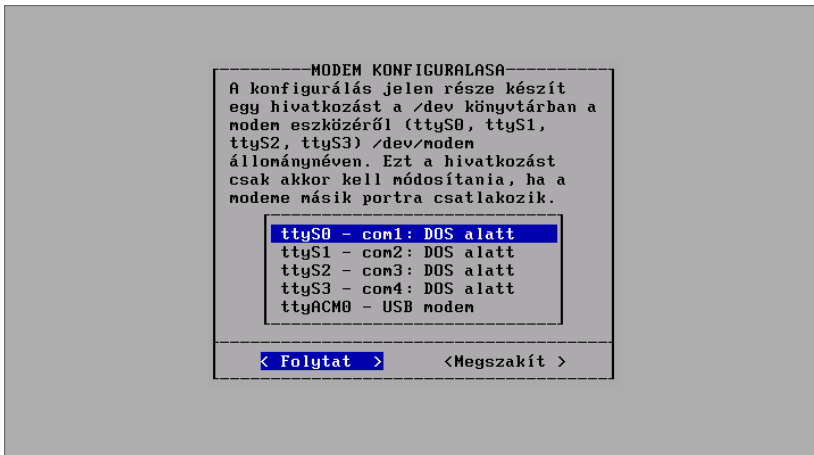 MODEM KONFIGURALASA
A konfigurálás jelen része készít
egy hivatkozást a /dev könyvtárban a
modem eszközéről (ttyS0, ttyS1,
ttyS2, ttyS3) /dev/modem
állománynéven. Ezt a hivatkozást
csak akkor kell módosítania, ha a
modeme másik portra csatlakozik.
ttyS0 - com1: DOS alatt
ttyS1 - com2: DOS alatt
ttyS2 - com3: DOS alatt
ttyS3 - com4: DOS alatt
ttyACM0 - USB modem
< Folytat > <Megszakít >